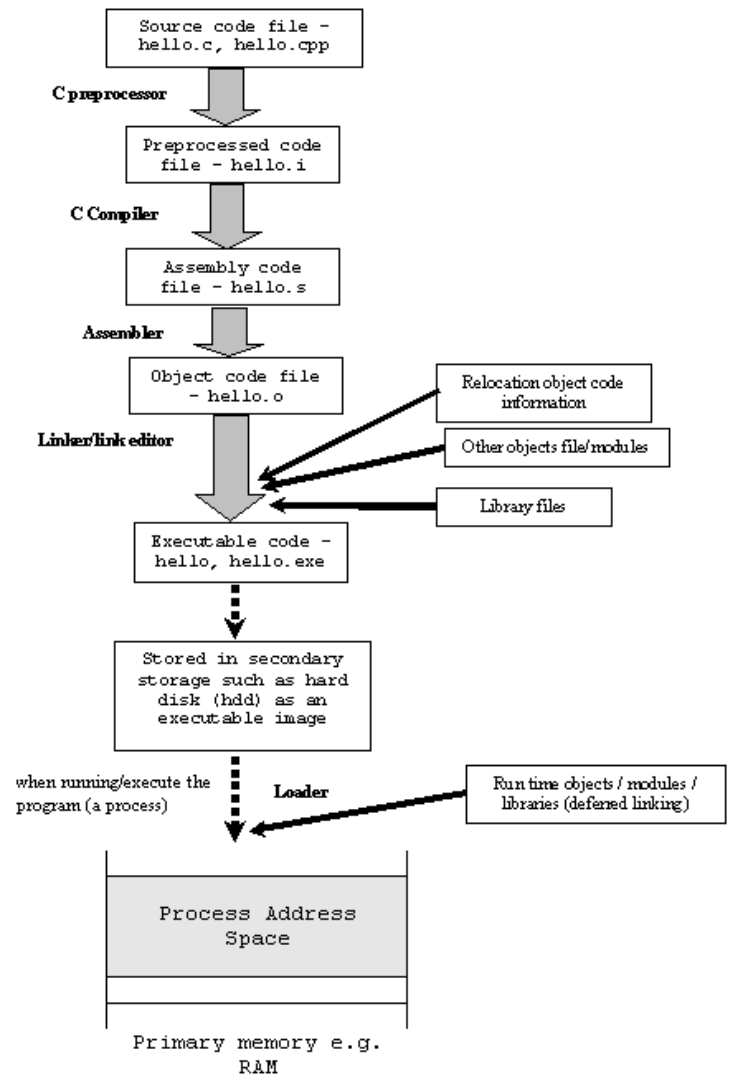 Source code file –
hello.c, hello.cpp
C preprocessor
Preprocessed code
file – hello.i
C Compiler
Assembly code
file – hello.s
Assembler
Object code file
– hello.o
Linker/link editor
Relocation object code
information
Other objects file/modules
Library files
Executable code –
hello, hello.exe
Stored in secondary
storage such as hard
disk (hdd) as an
executable image
when running/execute the
program (a process)
Loader
Run time objects / modules /
libraries (deferred linking)
Process Address
Space
Primary memory e.g.
RAM